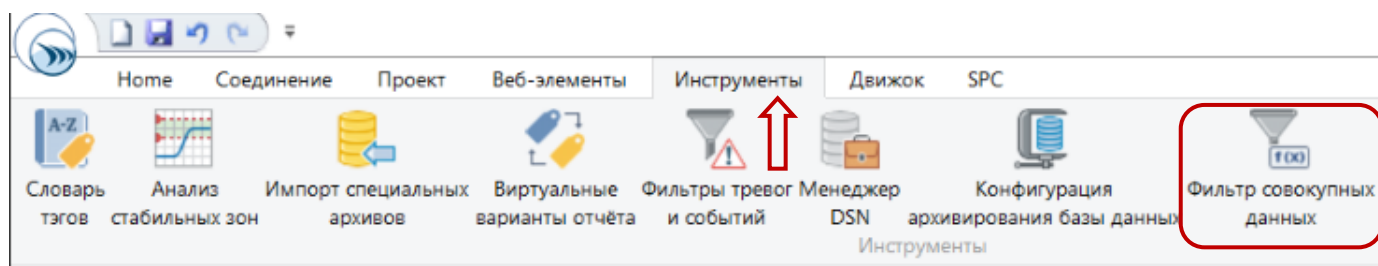 Home Соединение Проект Веб-элементы Инструменты Движок SPC
A-Z
f(x)
Словарь тэгов
Анализ стабильных зон
Импорт специальных архивов
Виртуальные варианты отчёта
Фильтры тревог и событий
Менеджер DSN
Конфигурация архивирования базы данных
Фильтр совокупных данных
Инструменты